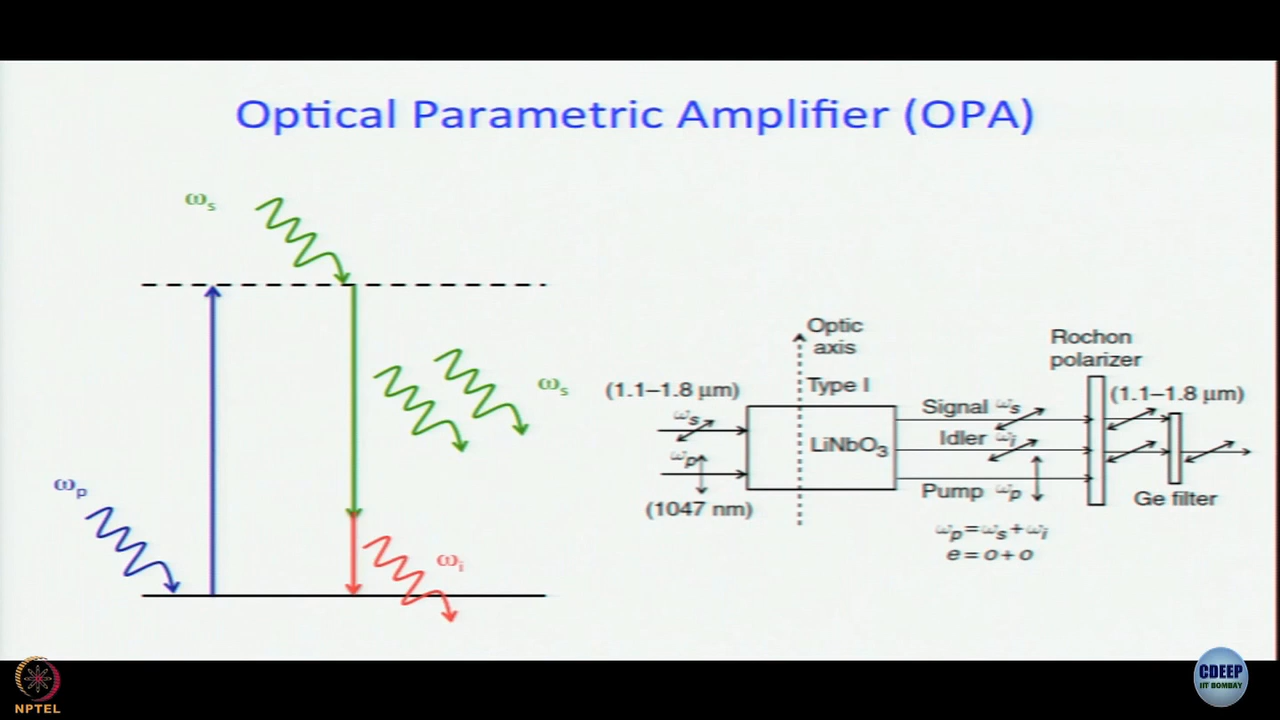 Optical Parametric Amplifier (OPA)
ωs
ωs
ωp
ωi
Optic
axis
Type I
(1.1–1.8 μm)
ωs
ωp
(1047 nm)
LiNbO3
Signal ωs
Idler ωi
Pump ωp
ωp=ωs+ωi
e=o+o
Rochon
polarizer
(1.1–1.8 μm)
Ge filter
NPTEL
CDEEP
IIT BOMBAY